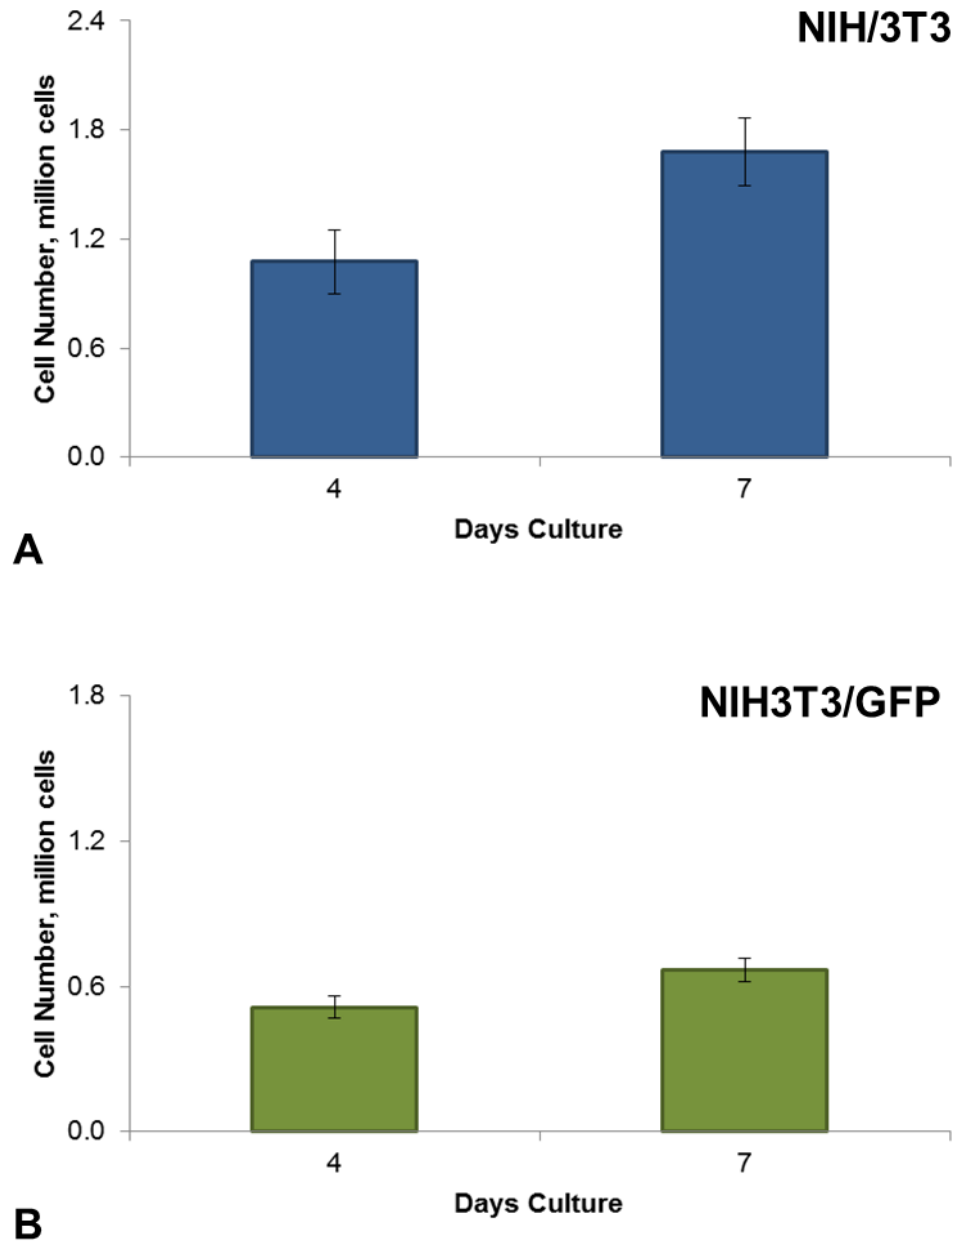 NIH/3T3
2.4
1.8
1.2
0.6
0.0
Cell Number, million cells
4 7
Days Culture
A
NIH3T3/GFP
1.8
1.2
0.6
0.0
Cell Number, million cells
4 7
Days Culture
B